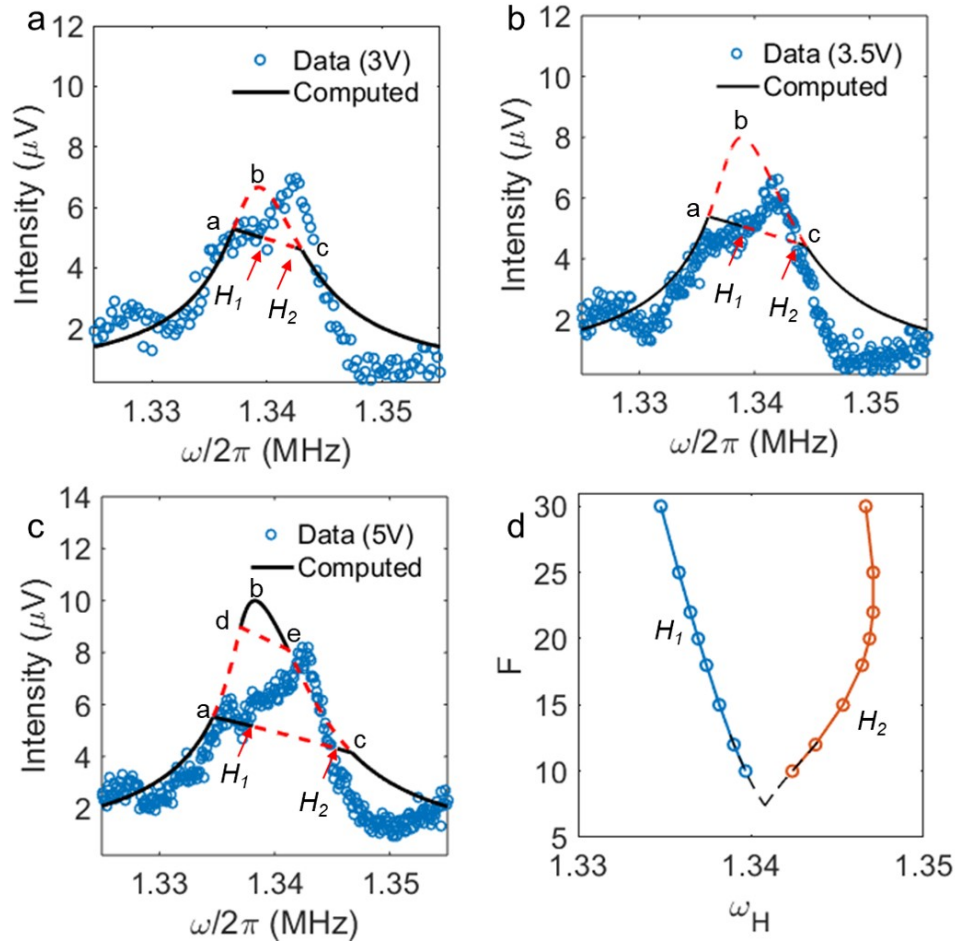 a
12
10
8
6
4
2
Intensity (μV)
Data (3V)
Computed
b
a
c
H1
H2
1.33 1.34 1.35
ω/2π (MHz)
b
12
10
8
6
4
2
Intensity (μV)
Data (3.5V)
Computed
b
a
c
H1
H2
1.33 1.34 1.35
ω/2π (MHz)
c
14
12
10
8
6
4
2
Intensity (μV)
Data (5V)
Computed
b
d
e
a
c
H1
H2
1.33 1.34 1.35
ω/2π (MHz)
d
30
25
20
15
10
5
F
H1
H2
1.33 1.34 1.35
ωH